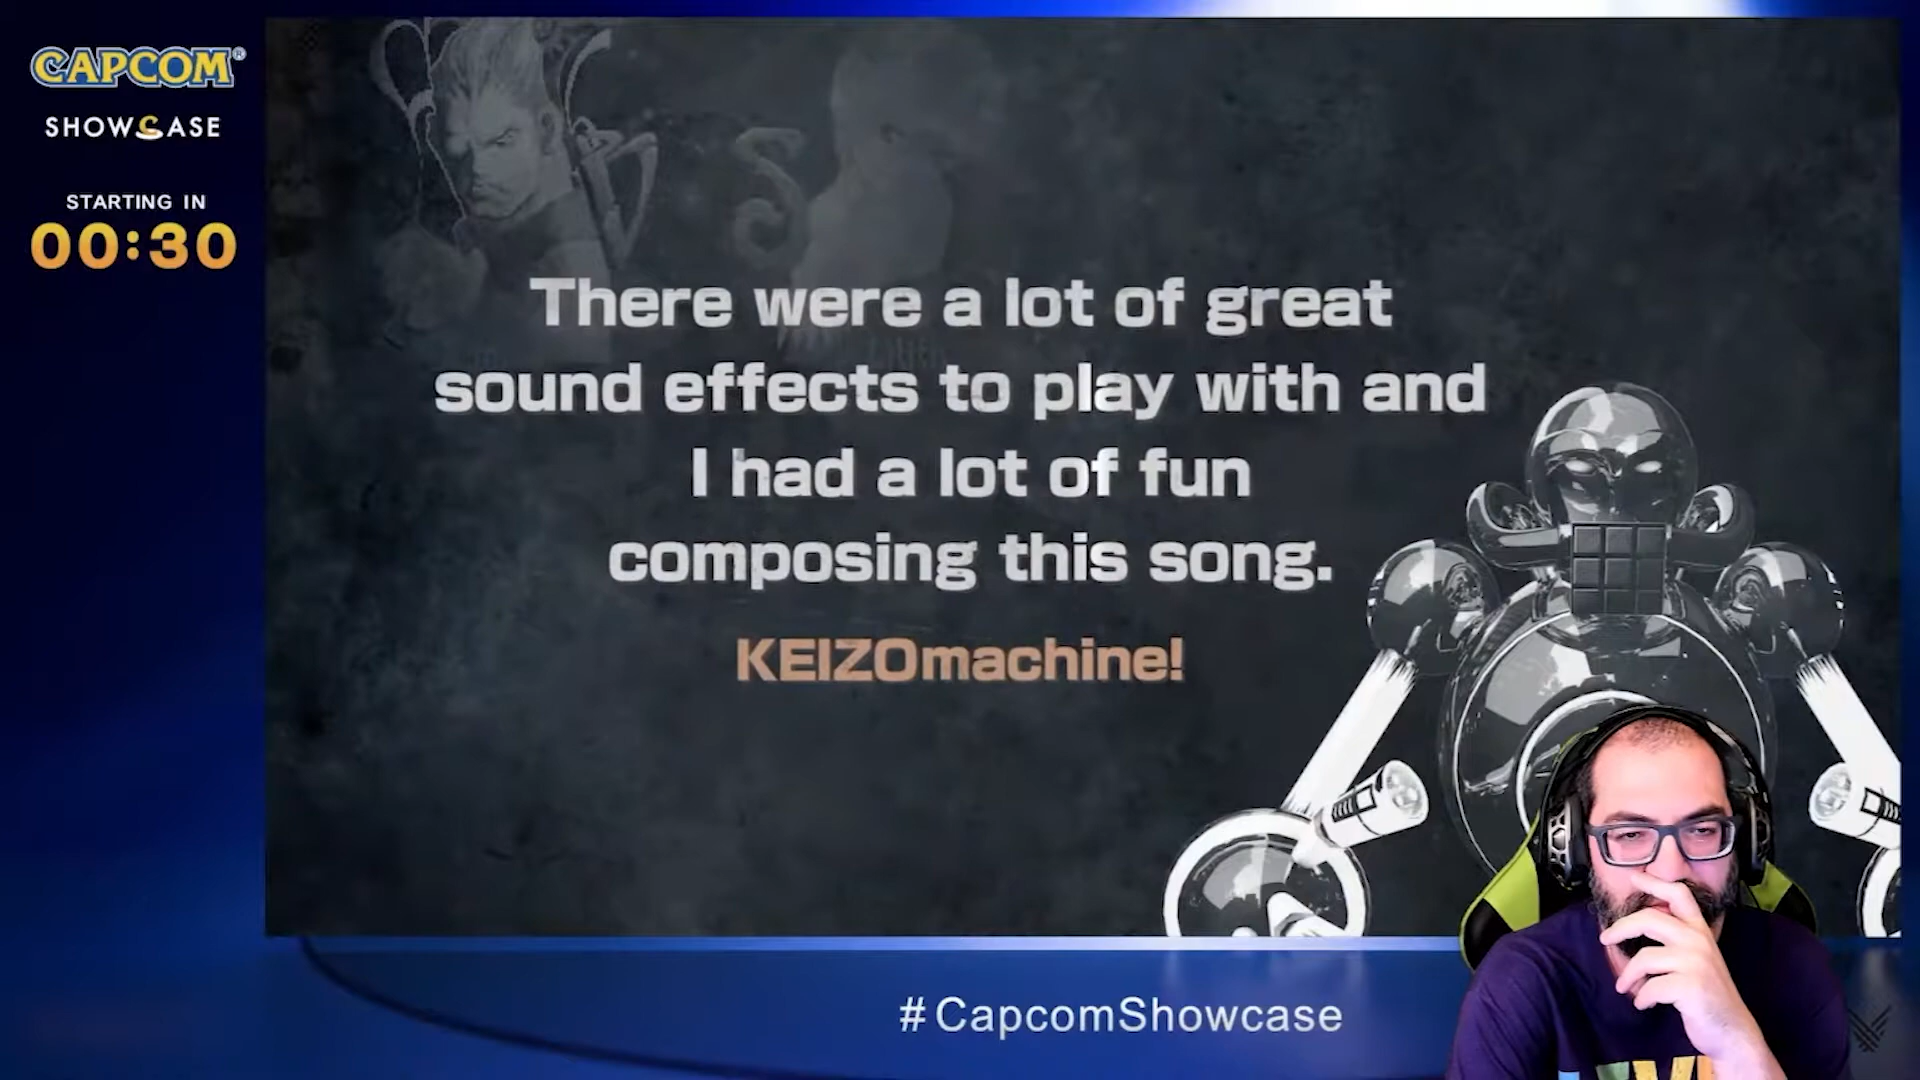 CAPCOM®
SHOWCASE
STARTING IN
00:30
There were a lot of great
sound effects to play with and
I had a lot of fun
composing this song.
KEIZOmachine!
#CapcomShowcase